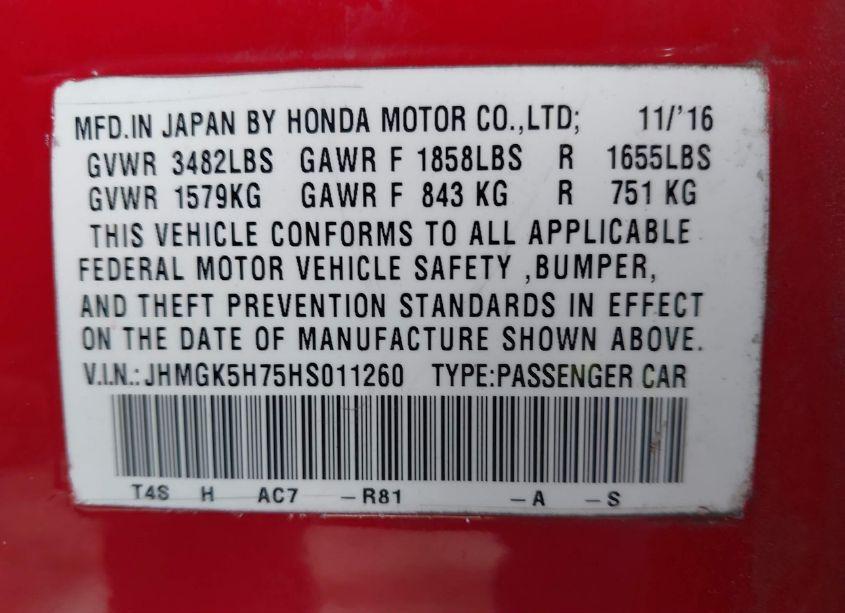 MFD.IN JAPAN BY HONDA MOTOR CO.,LTD; 11/'16
GVWR 3482LBS GAWR F 1858LBS R 1655LBS
GVWR 1579KG GAWR F 843 KG R 751 KG
THIS VEHICLE CONFORMS TO ALL APPLICABLE
FEDERAL MOTOR VEHICLE SAFETY ,BUMPER,
AND THEFT PREVENTION STANDARDS IN EFFECT
ON THE DATE OF MANUFACTURE SHOWN ABOVE.
V.I.N.: JHMGK5H75HS011260 TYPE:PASSENGER CAR
T4S H AC7 –R81 –A –S